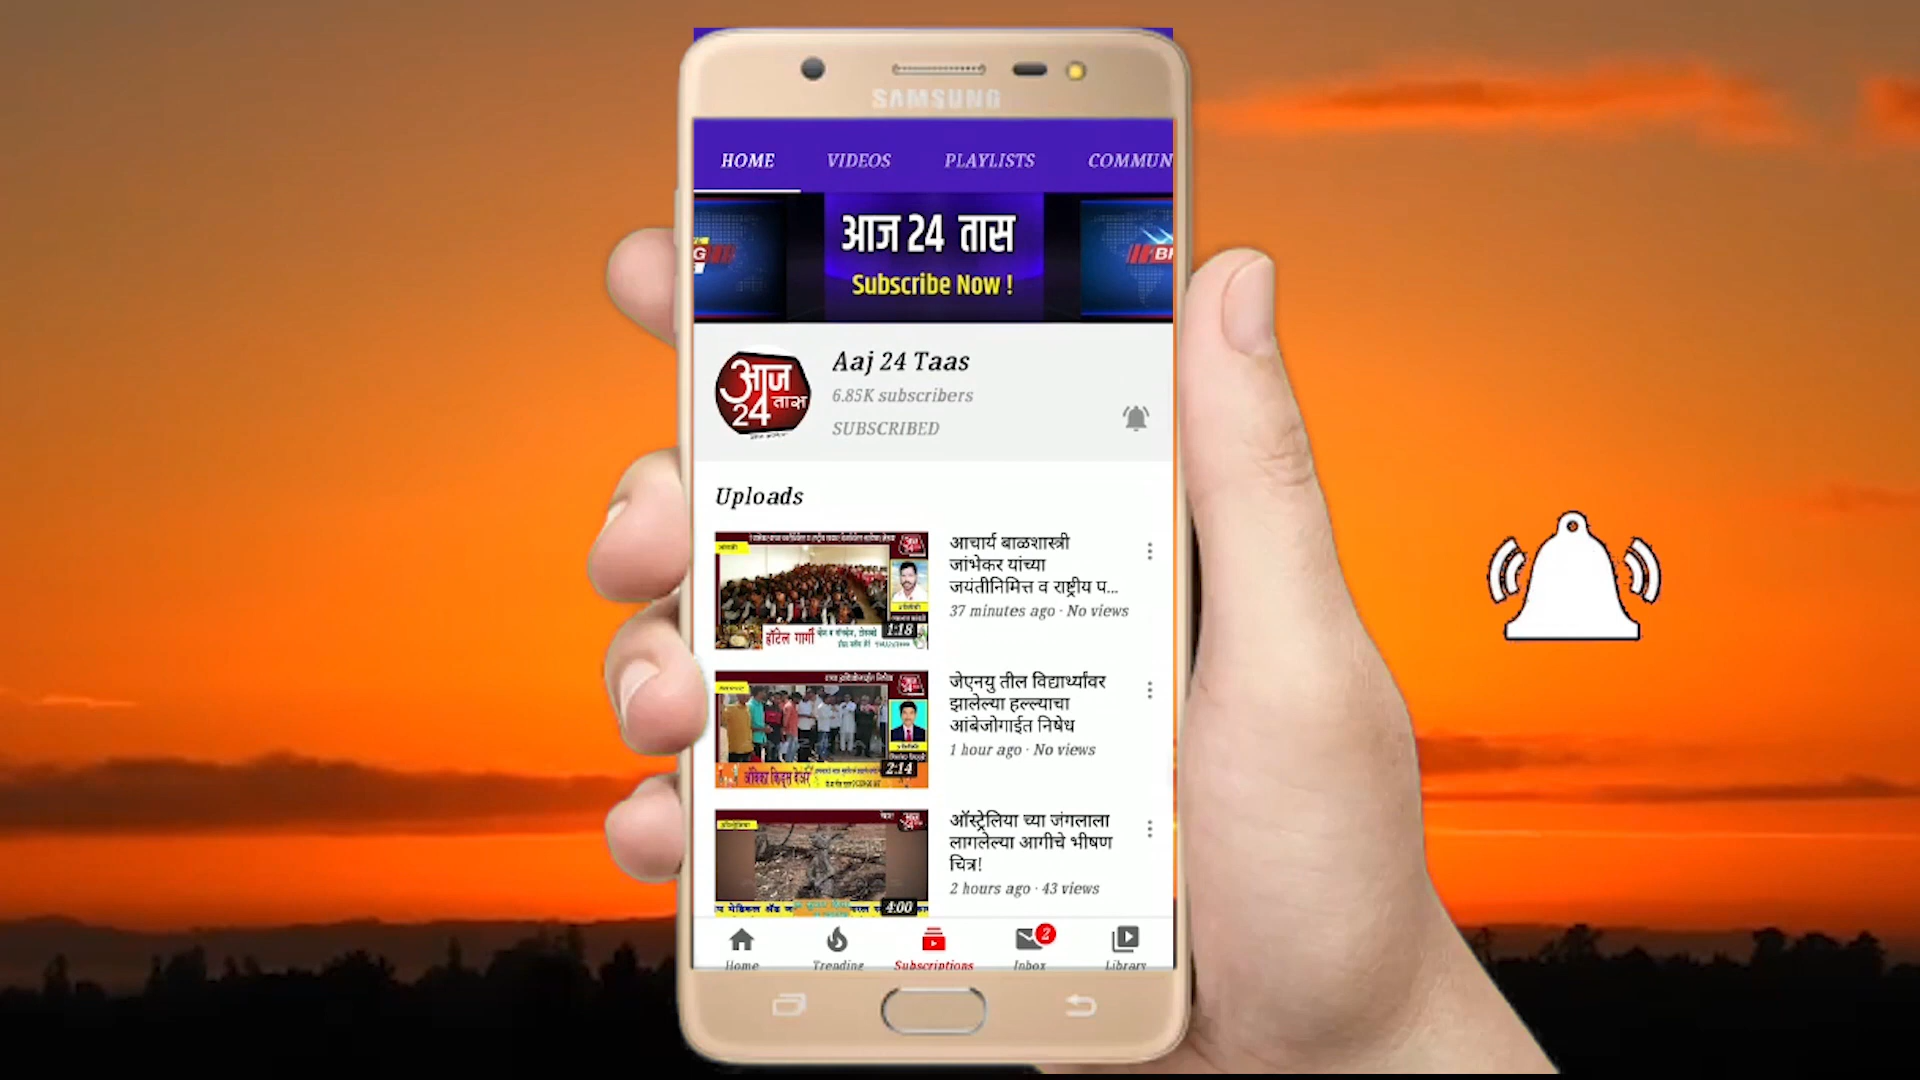 SAMSUNG
HOME VIDEOS PLAYLISTS COMMUN
आज 24 तास
Subscribe Now !
आज
24 तास
Aaj 24 Taas
6.85K subscribers
SUBSCRIBED
Uploads
आचार्य बाळशास्त्री
जांभेकर यांच्या
जयंतीनिमित्त व राष्ट्रीय प...
37 minutes ago · No views
हॉटेल गार्गी
1:18
जेएनयु तील विद्यार्थ्यांवर
झालेल्या हल्ल्याचा
आंबेजोगाईत निषेध
1 hour ago · No views
अंबिका किड्स वेअर
2:14
ऑस्ट्रेलिया च्या जंगलाला
लागलेल्या आगीचे भीषण
चित्र!
2 hours ago · 43 views
4:00
2
Home Trending Subscriptions Inbox Library